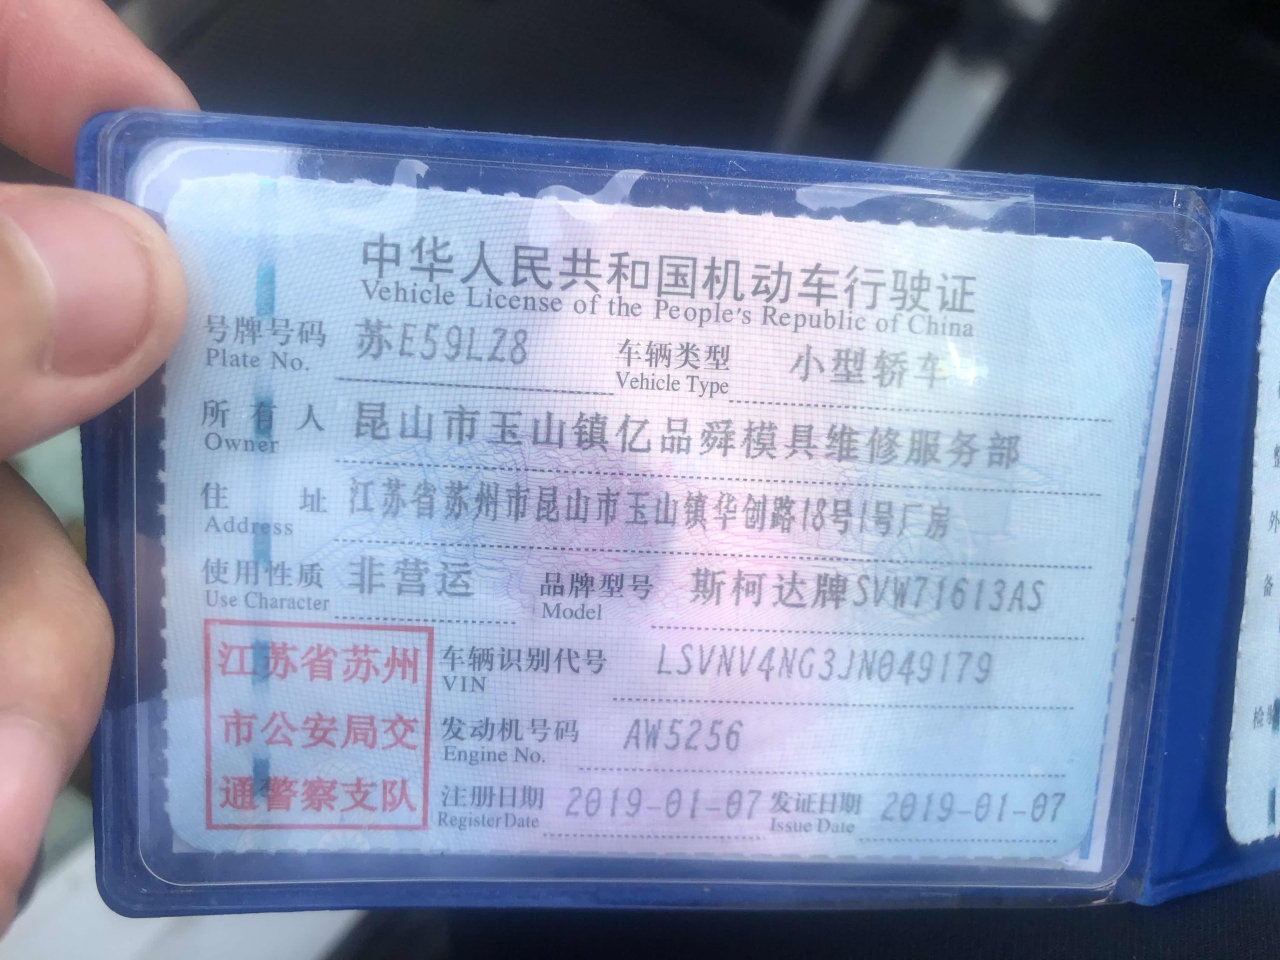 中华人民共和国机动车行驶证
Vehicle License of the People's Republic of China
号牌号码 苏E59LZ8 车辆类型 小型轿车
Plate No. Vehicle Type
所有人 昆山市玉山镇亿品舜模具维修服务部
Owner
住址 江苏省苏州市昆山市玉山镇华创路18号1号厂房
Address
使用性质 非营运 品牌型号 斯柯达牌SVW71613AS
Use Character Model
江苏省苏州
市公安局交
通警察支队
车辆识别代号 LSVNV4NG3JN049179
VIN
发动机号码 AW5256
Engine No.
注册日期 2019-01-07 发证日期 2019-01-07
Register Date Issue Date